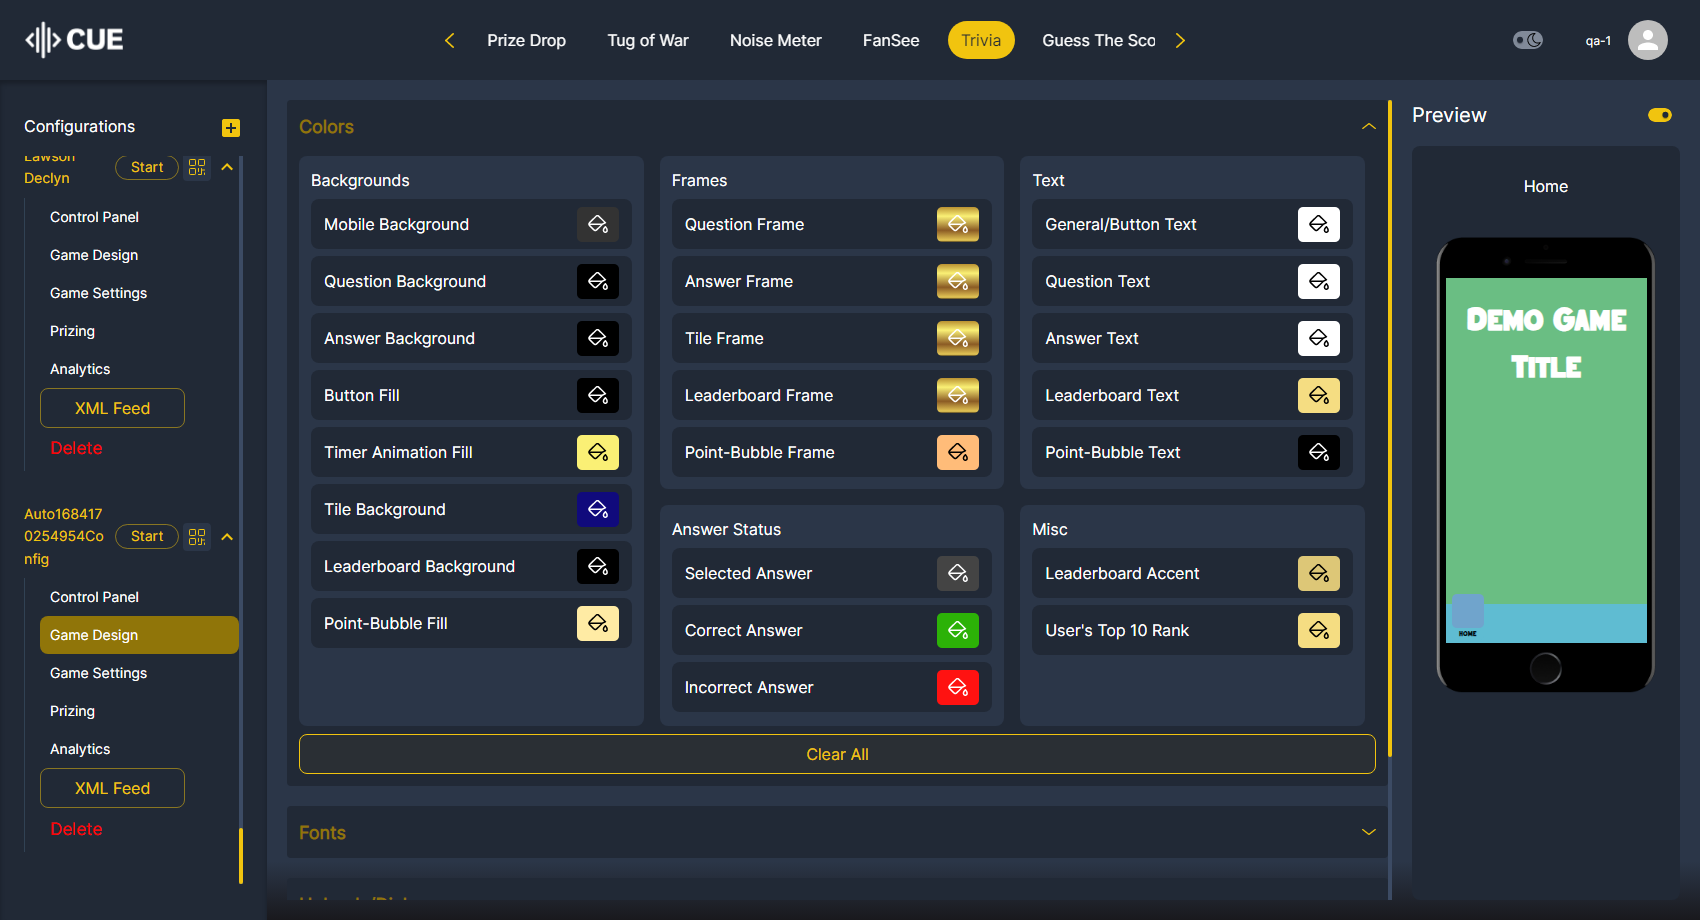 CUE
Prize Drop
Tug of War
Noise Meter
FanSee
Trivia
Guess The Sco
qa-1
Configurations
Lawson
Declyn
Start
Control Panel
Game Design
Game Settings
Prizing
Analytics
XML Feed
Delete
Auto168417
0254954Co
nfig
Start
Control Panel
Game Design
Game Settings
Prizing
Analytics
XML Feed
Delete
Colors
Backgrounds
Mobile Background
Question Background
Answer Background
Button Fill
Timer Animation Fill
Tile Background
Leaderboard Background
Point-Bubble Fill
Frames
Question Frame
Answer Frame
Tile Frame
Leaderboard Frame
Point-Bubble Frame
Text
General/Button Text
Question Text
Answer Text
Leaderboard Text
Point-Bubble Text
Answer Status
Selected Answer
Correct Answer
Incorrect Answer
Misc
Leaderboard Accent
User's Top 10 Rank
Clear All
Fonts
Preview
Home
Demo Game
Title
HOME